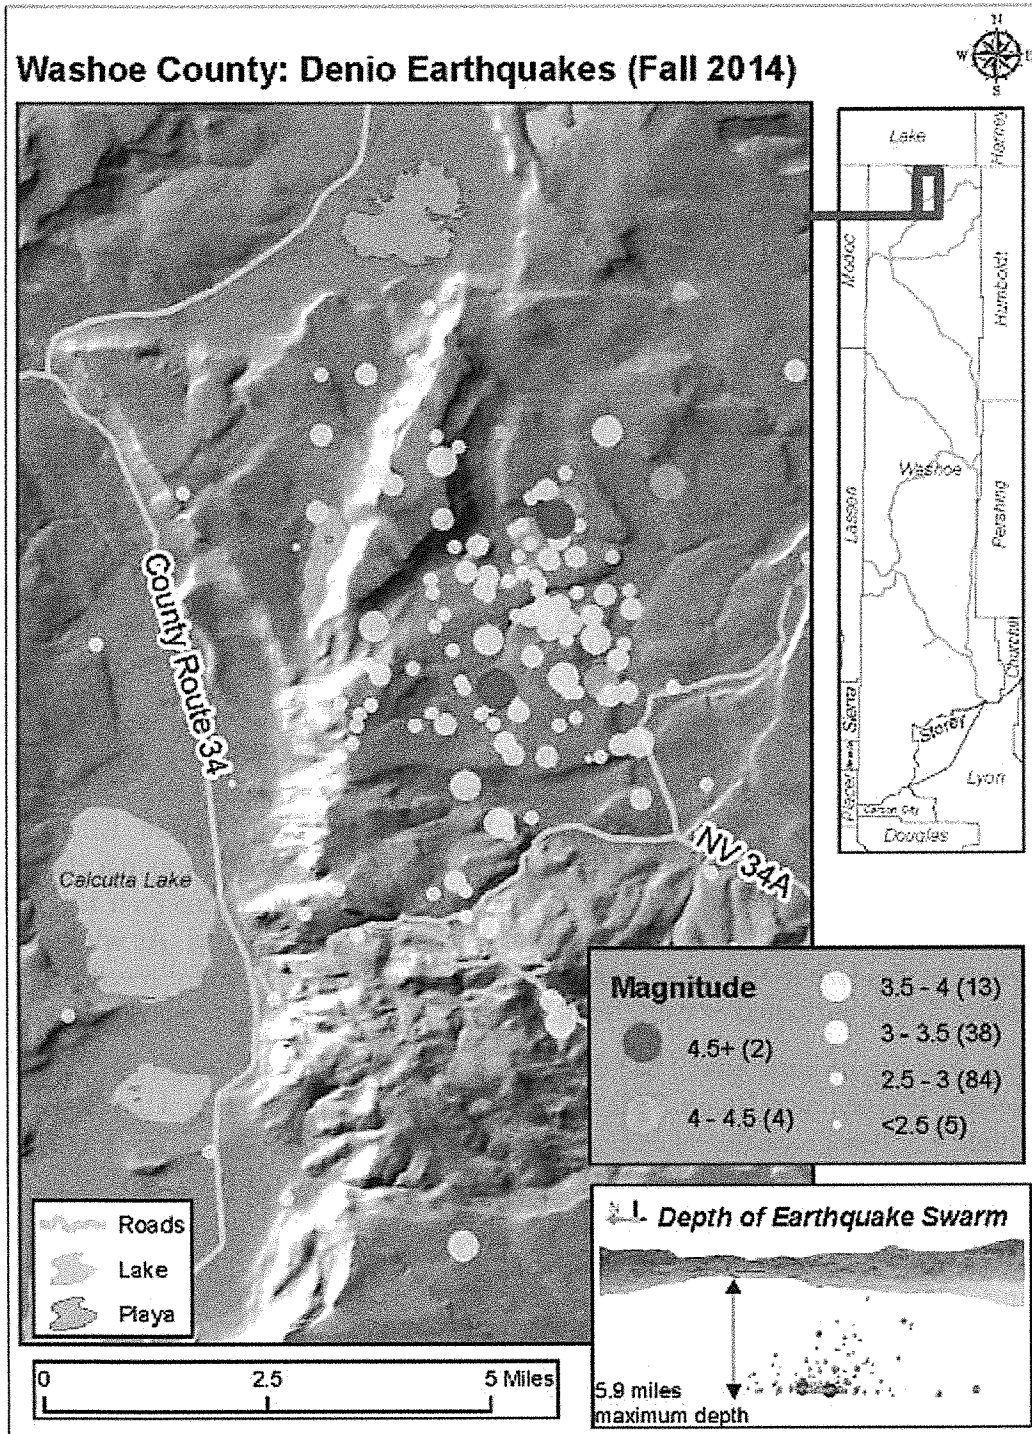 N
W
E
S
Washoe County: Denio Earthquakes (Fall 2014)
Lake
Harney
Modoc
Humboldt
Washoe
Lassen
Pershing
Churchill
Sierra
Storey
Lyon
Placer
Carson City
Douglas
County Route 34
NV 34A
Calcutta Lake
Magnitude
4.5+ (2)
4 - 4.5 (4)
3.5 - 4 (13)
3 - 3.5 (38)
2.5 - 3 (84)
<2.5 (5)
Roads
Lake
Playa
0 2.5 5 Miles
Depth of Earthquake Swarm
5.9 miles
maximum depth